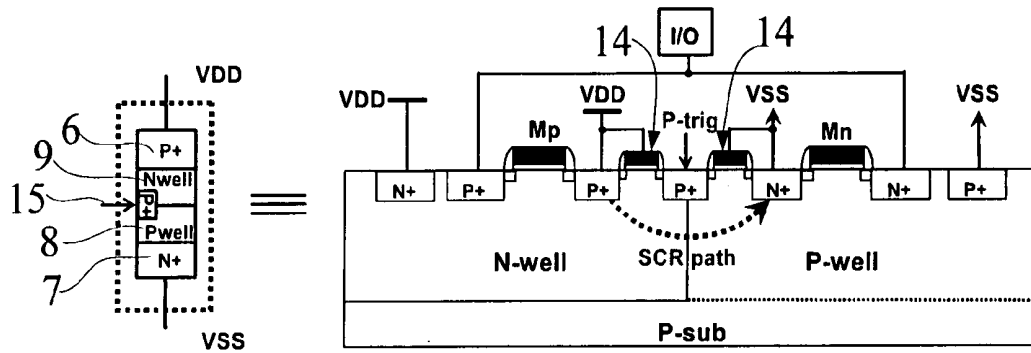 I/O
14
14
VDD
VDD
VDD
VSS
VSS
P-trig
Mp
Mn
6
P+
9
Nwell
15
P+
8
Pwell
7
N+
VSS
N+
P+
P+
P+
N+
N+
P+
SCR path
N-well
P-well
P-sub